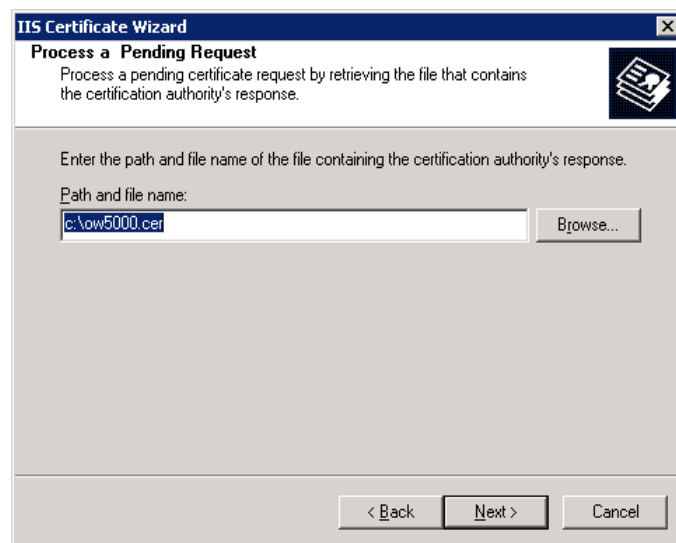 IIS Certificate Wizard
Process a  Pending Request
Process a pending certificate request by retrieving the file that contains
the certification authority's response.
Enter the path and file name of the file containing the certification authority's response.
Path and file name:
c:\ow5000.cer
Browse...
< Back
Next >
Cancel